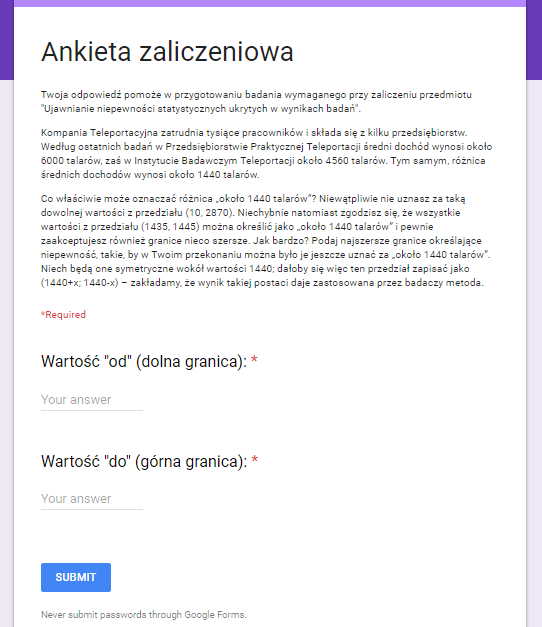 Ankieta zaliczeniowa
Twoja odpowiedź pomoże w przygotowaniu badania wymaganego przy zaliczeniu przedmiotu
"Ujawnianie niepewności statystycznych ukrytych w wynikach badań".
Kompania Teleportacyjna zatrudnia tysiące pracowników i składa się z kilku przedsiębiorstw.
Według ostatnich badań w Przedsiębiorstwie Praktycznej Teleportacji średni dochód wynosi około
6000 talarów, zaś w Instytucie Badawczym Teleportacji około 4560 talarów. Tym samym, różnica
średnich dochodów wynosi około 1440 talarów.
Co właściwie może oznaczać różnica „około 1440 talarów”? Niewątpliwie nie uznasz za taką
dowolnej wartości z przedziału (10, 2870). Niechybnie natomiast zgodzisz się, że wszystkie
wartości z przedziału (1435, 1445) można określić jako „około 1440 talarów” i pewnie
zaakceptujesz również granice nieco szersze. Jak bardzo? Podaj najszersze granice określające
niepewność, takie, by w Twoim przekonaniu można było je jeszcze uznać za „około 1440 talarów”.
Niech będą one symetryczne wokół wartości 1440; dałoby się więc ten przedział zapisać jako
(1440+x; 1440-x) – zakładamy, że wynik takiej postaci daje zastosowana przez badaczy metoda.
*Required
Wartość "od" (dolna granica): *
Your answer
Wartość "do" (górna granica): *
Your answer
SUBMIT
Never submit passwords through Google Forms.